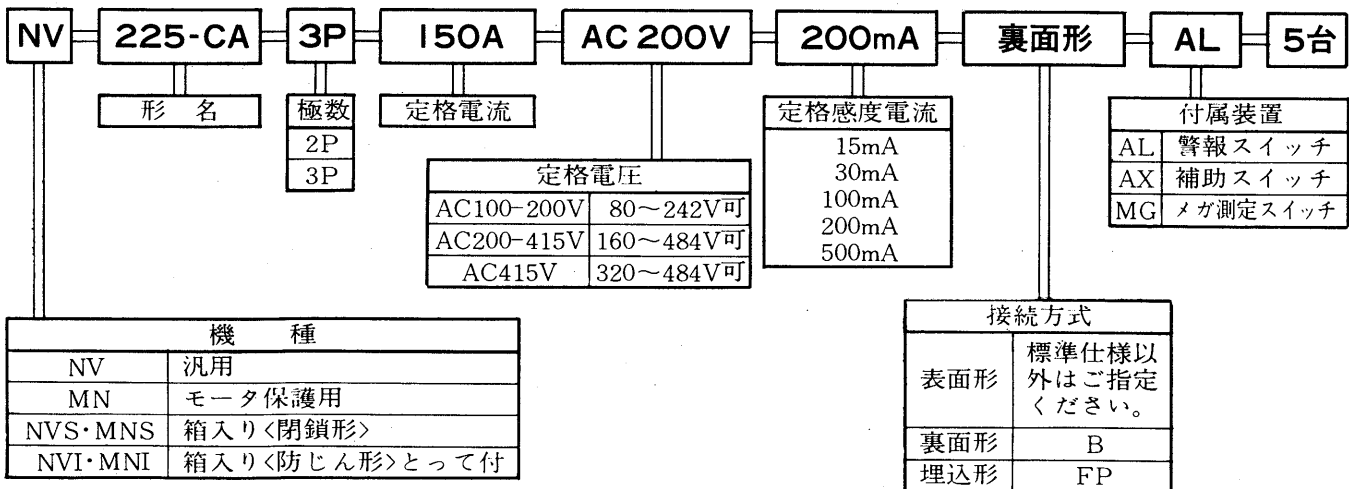 NV 225-CA 3P 150A AC 200V 200mA 裏面形 AL 5台
形名
極数
2P
3P
定格電流
定格電圧
AC100-200V 80～242V可
AC200-415V 160～484V可
AC415V 320～484V可
定格感度電流
15mA
30mA
100mA
200mA
500mA
付属装置
AL 警報スイッチ
AX 補助スイッチ
MG メガ測定スイッチ
機種
NV 汎用
MN モータ保護用
NVS・MNS 箱入り<閉鎖形>
NVI・MNI 箱入り<防じん形>とって付
接続方式
表面形 標準仕様以
外はご指定
ください。
裏面形 B
埋込形 FP